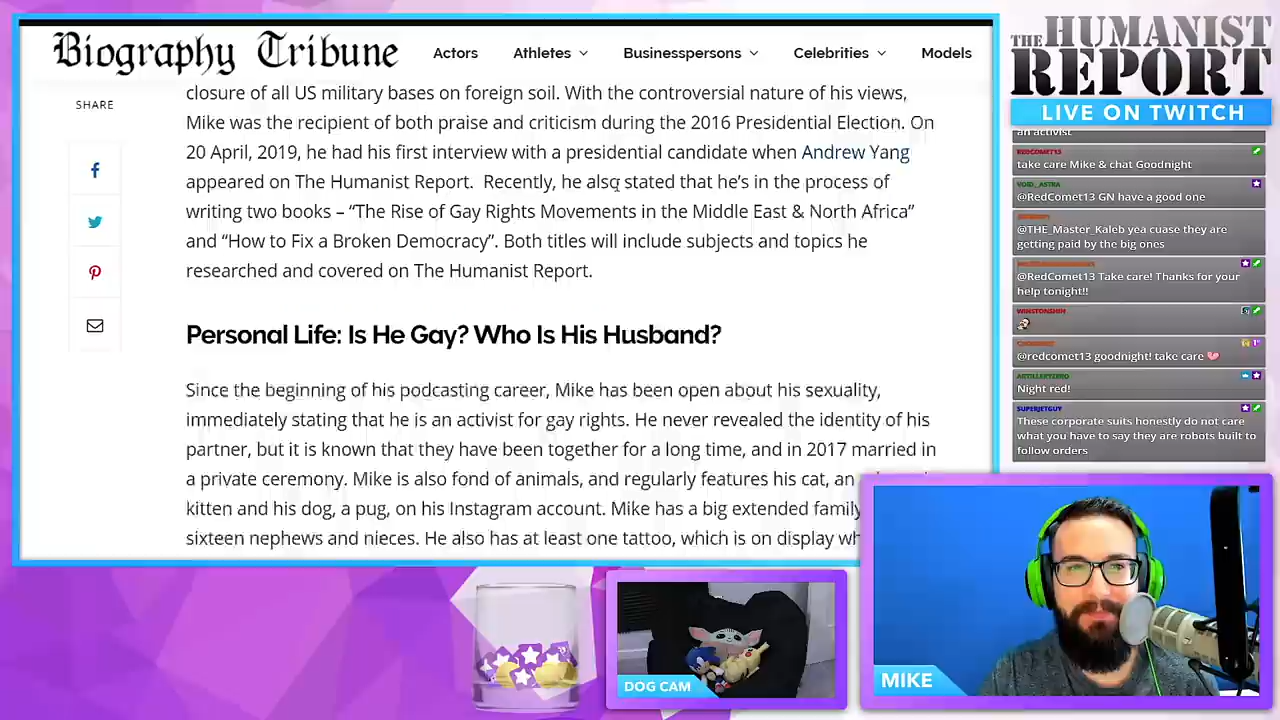 Biography Tribune
Actors
Athletes
Businesspersons
Celebrities
Models
SHARE
closure of all US military bases on foreign soil. With the controversial nature of his views,
Mike was the recipient of both praise and criticism during the 2016 Presidential Election. On
20 April, 2019, he had his first interview with a presidential candidate when Andrew Yang
appeared on The Humanist Report.  Recently, he also stated that he’s in the process of
writing two books – “The Rise of Gay Rights Movements in the Middle East & North Africa”
and “How to Fix a Broken Democracy”. Both titles will include subjects and topics he
researched and covered on The Humanist Report.
Personal Life: Is He Gay? Who Is His Husband?
Since the beginning of his podcasting career, Mike has been open about his sexuality,
immediately stating that he is an activist for gay rights. He never revealed the identity of his
partner, but it is known that they have been together for a long time, and in 2017 married in
a private ceremony. Mike is also fond of animals, and regularly features his cat, an
kitten and his dog, a pug, on his Instagram account. Mike has a big extended family
sixteen nephews and nieces. He also has at least one tattoo, which is on display
THE HUMANIST
REPORT
LIVE ON TWITCH
an activist
REDCOMET13
take care Mike & chat Goodnight
VOID_ASTRA
@RedComet13 GN have a good one
@THE_Master_Kaleb yea cuase they are
getting paid by the big ones
@RedComet13 Take care! Thanks for your
help tonight!!
WINSTONSHIH
@redcomet13 goodnight! take care
ARTILLERYZERO
Night red!
SUPERJETGUY
These corporate suits honestly do not care
what you have to say they are robots built to
follow orders
DOG CAM
MIKE